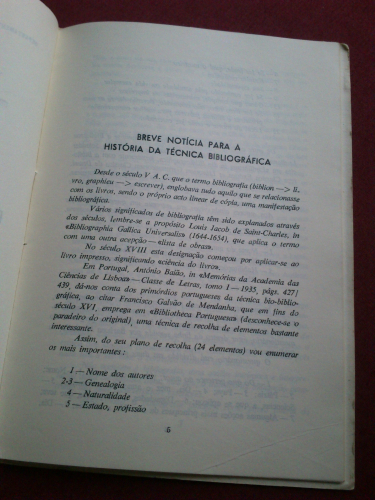 BREVE NOTÍCIA PARA A
HISTÓRIA DA TÉCNICA BIBLIOGRÁFICA
Desde o século V A. C. que o termo bibliografia (biblion —> li-
vro, graphien —> escrever), englobava tudo aquilo que se relacionasse
com os livros, sendo o próprio acto linear de cópia, uma manifestação
bibliográfica.
Vários significados de bibliografia têm sido explanados através
dos séculos, lembre-se a propósito Louis Jacob de Saint-Charles, in
«Bibliographia Gallica Universalis» (1644-1654), que aplica o termo
com uma outra acepção — «lista de obras».
No século XVIII esta designação começou por aplicar-se ao
livro impresso, significando «ciência do livro».
Em Portugal, António Baião, in «Memórias da Academia das
Ciências de Lisboa» — Classe de Letras, tomo I — 1935, págs. 427/
439, dá-nos conta dos primórdios portugueses da técnica bio-biblio-
gráfica, ao citar Francisco Galvão de Mendanha, que em fins do
século XVI, emprega em «Bibliotheca Portuguesa» (desconhece-se o
paradeiro do original), uma técnica de recolha de elementos bastante
interessante.
Assim, do seu plano de recolha (24 elementos) vou enumerar
os mais importantes:
1 — Nome dos autores
2-3 — Genealogia
4 — Naturalidade
5 — Estado, profissão
5